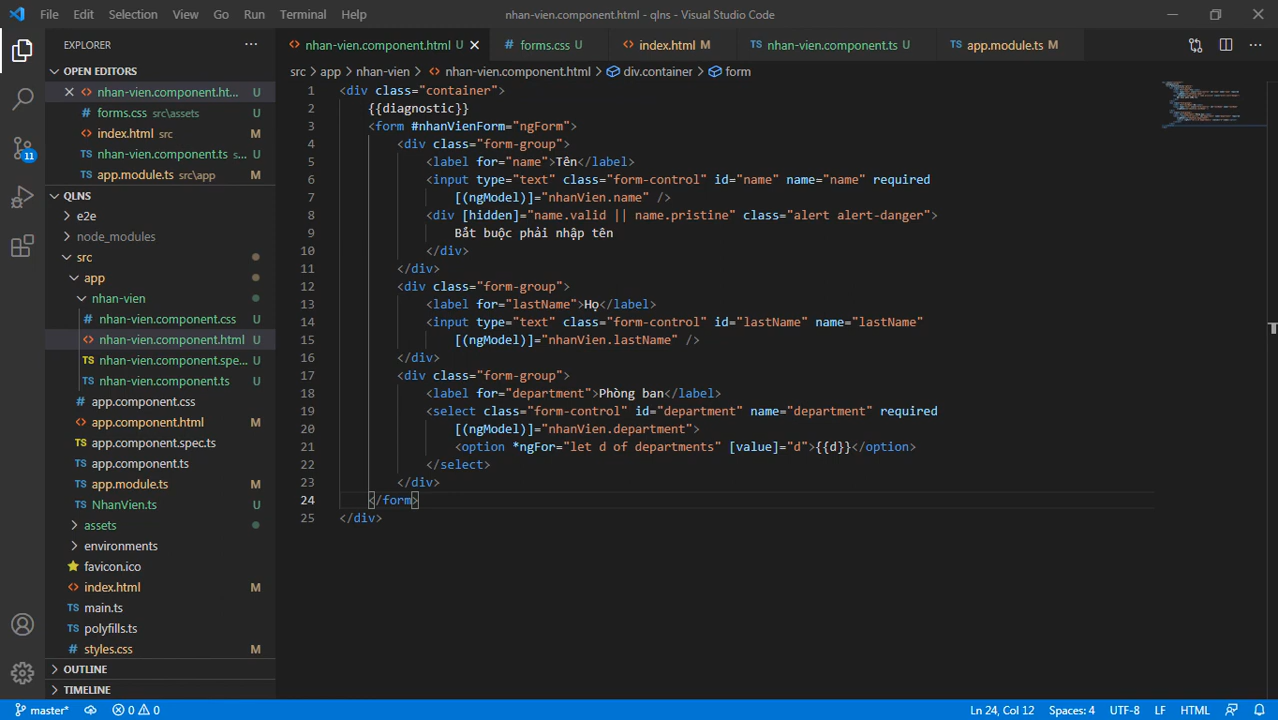 File Edit Selection View Go Run Terminal Help
nhan-vien.component.html - qlns - Visual Studio Code
EXPLORER
nhan-vien.component.html U
forms.css U
index.html M
nhan-vien.component.ts U
app.module.ts M
OPEN EDITORS
nhan-vien.component.ht... U
forms.css src\assets U
index.html src M
nhan-vien.component.ts s... U
app.module.ts src\app M
QLNS
e2e
node_modules
src
app
nhan-vien
nhan-vien.component.css U
nhan-vien.component.html U
TS nhan-vien.component.spe... U
TS nhan-vien.component.ts U
app.component.css
app.component.html M
TS app.component.spec.ts
TS app.component.ts
TS app.module.ts M
TS NhanVien.ts U
assets
environments
favicon.ico
index.html M
TS main.ts
TS polyfills.ts
# styles.css M
OUTLINE
TIMELINE
src > app > nhan-vien > nhan-vien.component.html > div.container > form
1 <div class="container">
2 {{diagnostic}}
3 <form #nhanVienForm="ngForm">
4 <div class="form-group">
5 <label for="name">Tên</label>
6 <input type="text" class="form-control" id="name" name="name" required
7 [(ngModel)]="nhanVien.name" />
8 <div [hidden]="name.valid || name.pristine" class="alert alert-danger">
9 Bắt buộc phải nhập tên
10 </div>
11 </div>
12 <div class="form-group">
13 <label for="lastName">Họ</label>
14 <input type="text" class="form-control" id="lastName" name="lastName"
15 [(ngModel)]="nhanVien.lastName" />
16 </div>
17 <div class="form-group">
18 <label for="department">Phòng ban</label>
19 <select class="form-control" id="department" name="department" required
20 [(ngModel)]="nhanVien.department">
21 <option *ngFor="let d of departments" [value]="d">{{d}}</option>
22 </select>
23 </div>
24 </form>
25 </div>
11
master* 0 0
Ln 24, Col 12 Spaces: 4 UTF-8 LF HTML